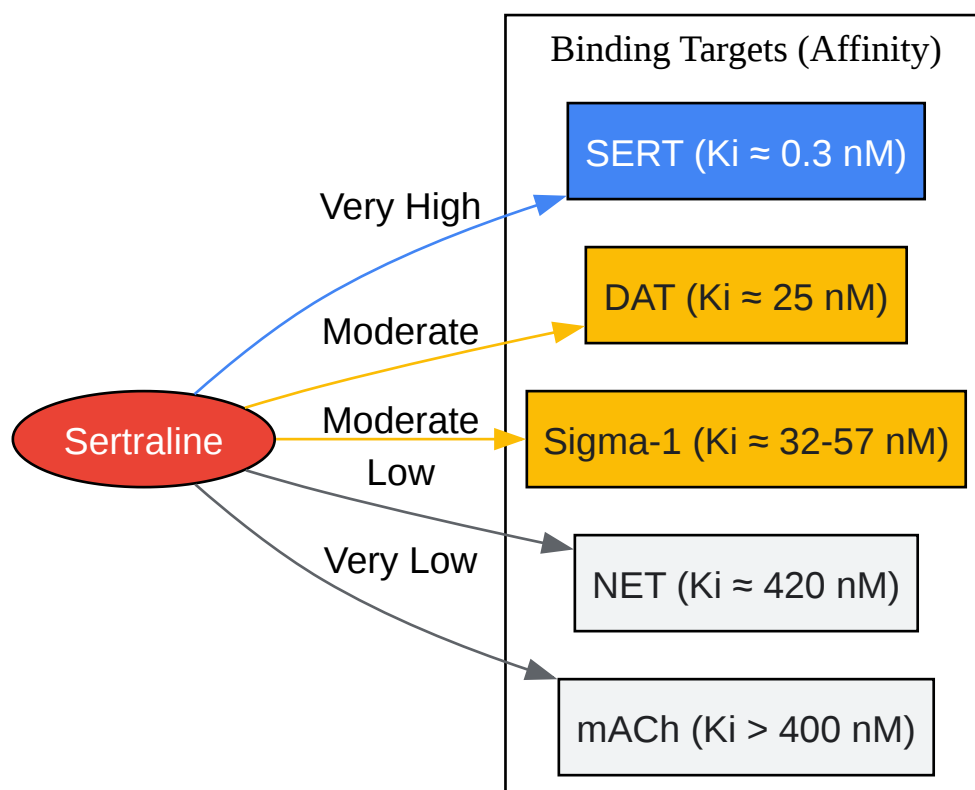 Binding Targets (Affinity)
SERT (Ki ≈ 0.3 nM)
Very High
DAT (Ki ≈ 25 nM)
Moderate
Sertraline
Moderate
Sigma-1 (Ki ≈ 32-57 nM)
Low
NET (Ki ≈ 420 nM)
Very Low
mACh (Ki > 400 nM)